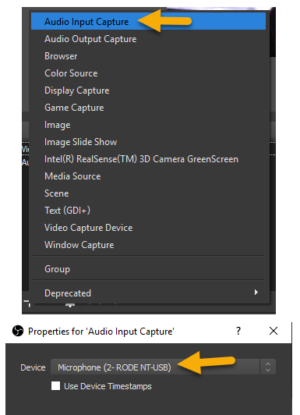 Audio Input Capture
Audio Output Capture
Browser
Color Source
Display Capture
Game Capture
Image
Image Slide Show
Intel(R) RealSense(TM) 3D Camera GreenScreen
Media Source
Scene
Text (GDI+)
Video Capture Device
Window Capture
Group
Deprecated
Properties for 'Audio Input Capture'
Device Microphone (2- RODE NT-USB)
Use Device Timestamps